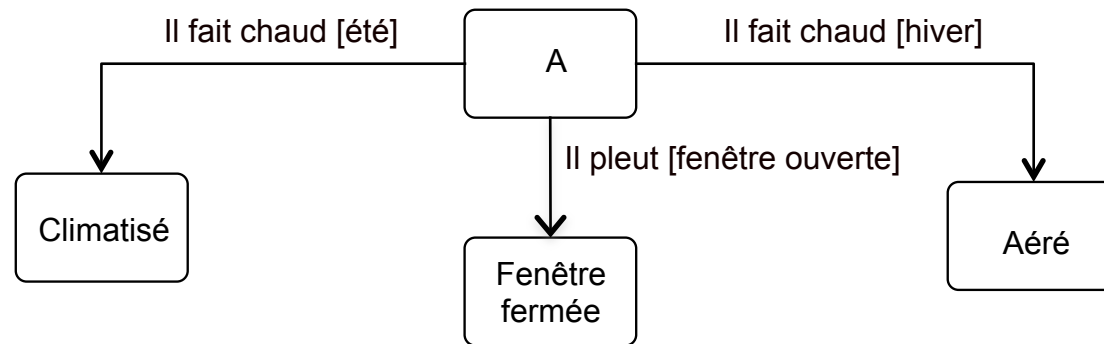 Il fait chaud [été]
A
Il fait chaud [hiver]
Il pleut [fenêtre ouverte]
Climatisé
Fenêtre
fermée
Aéré